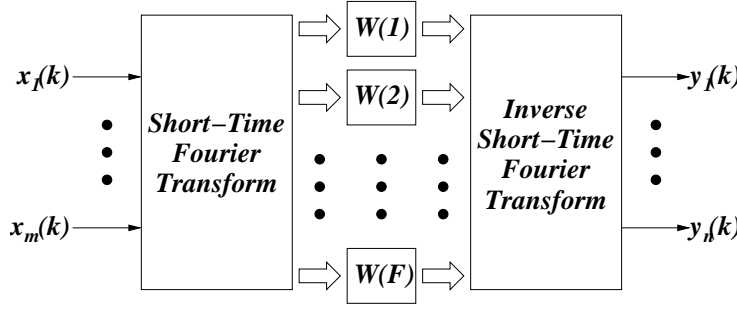 W(1)
x1(k)
W(2)
y1(k)
Short-Time
Fourier
Transform
Inverse
Short-Time
Fourier
Transform
xm(k)
yn(k)
W(F)